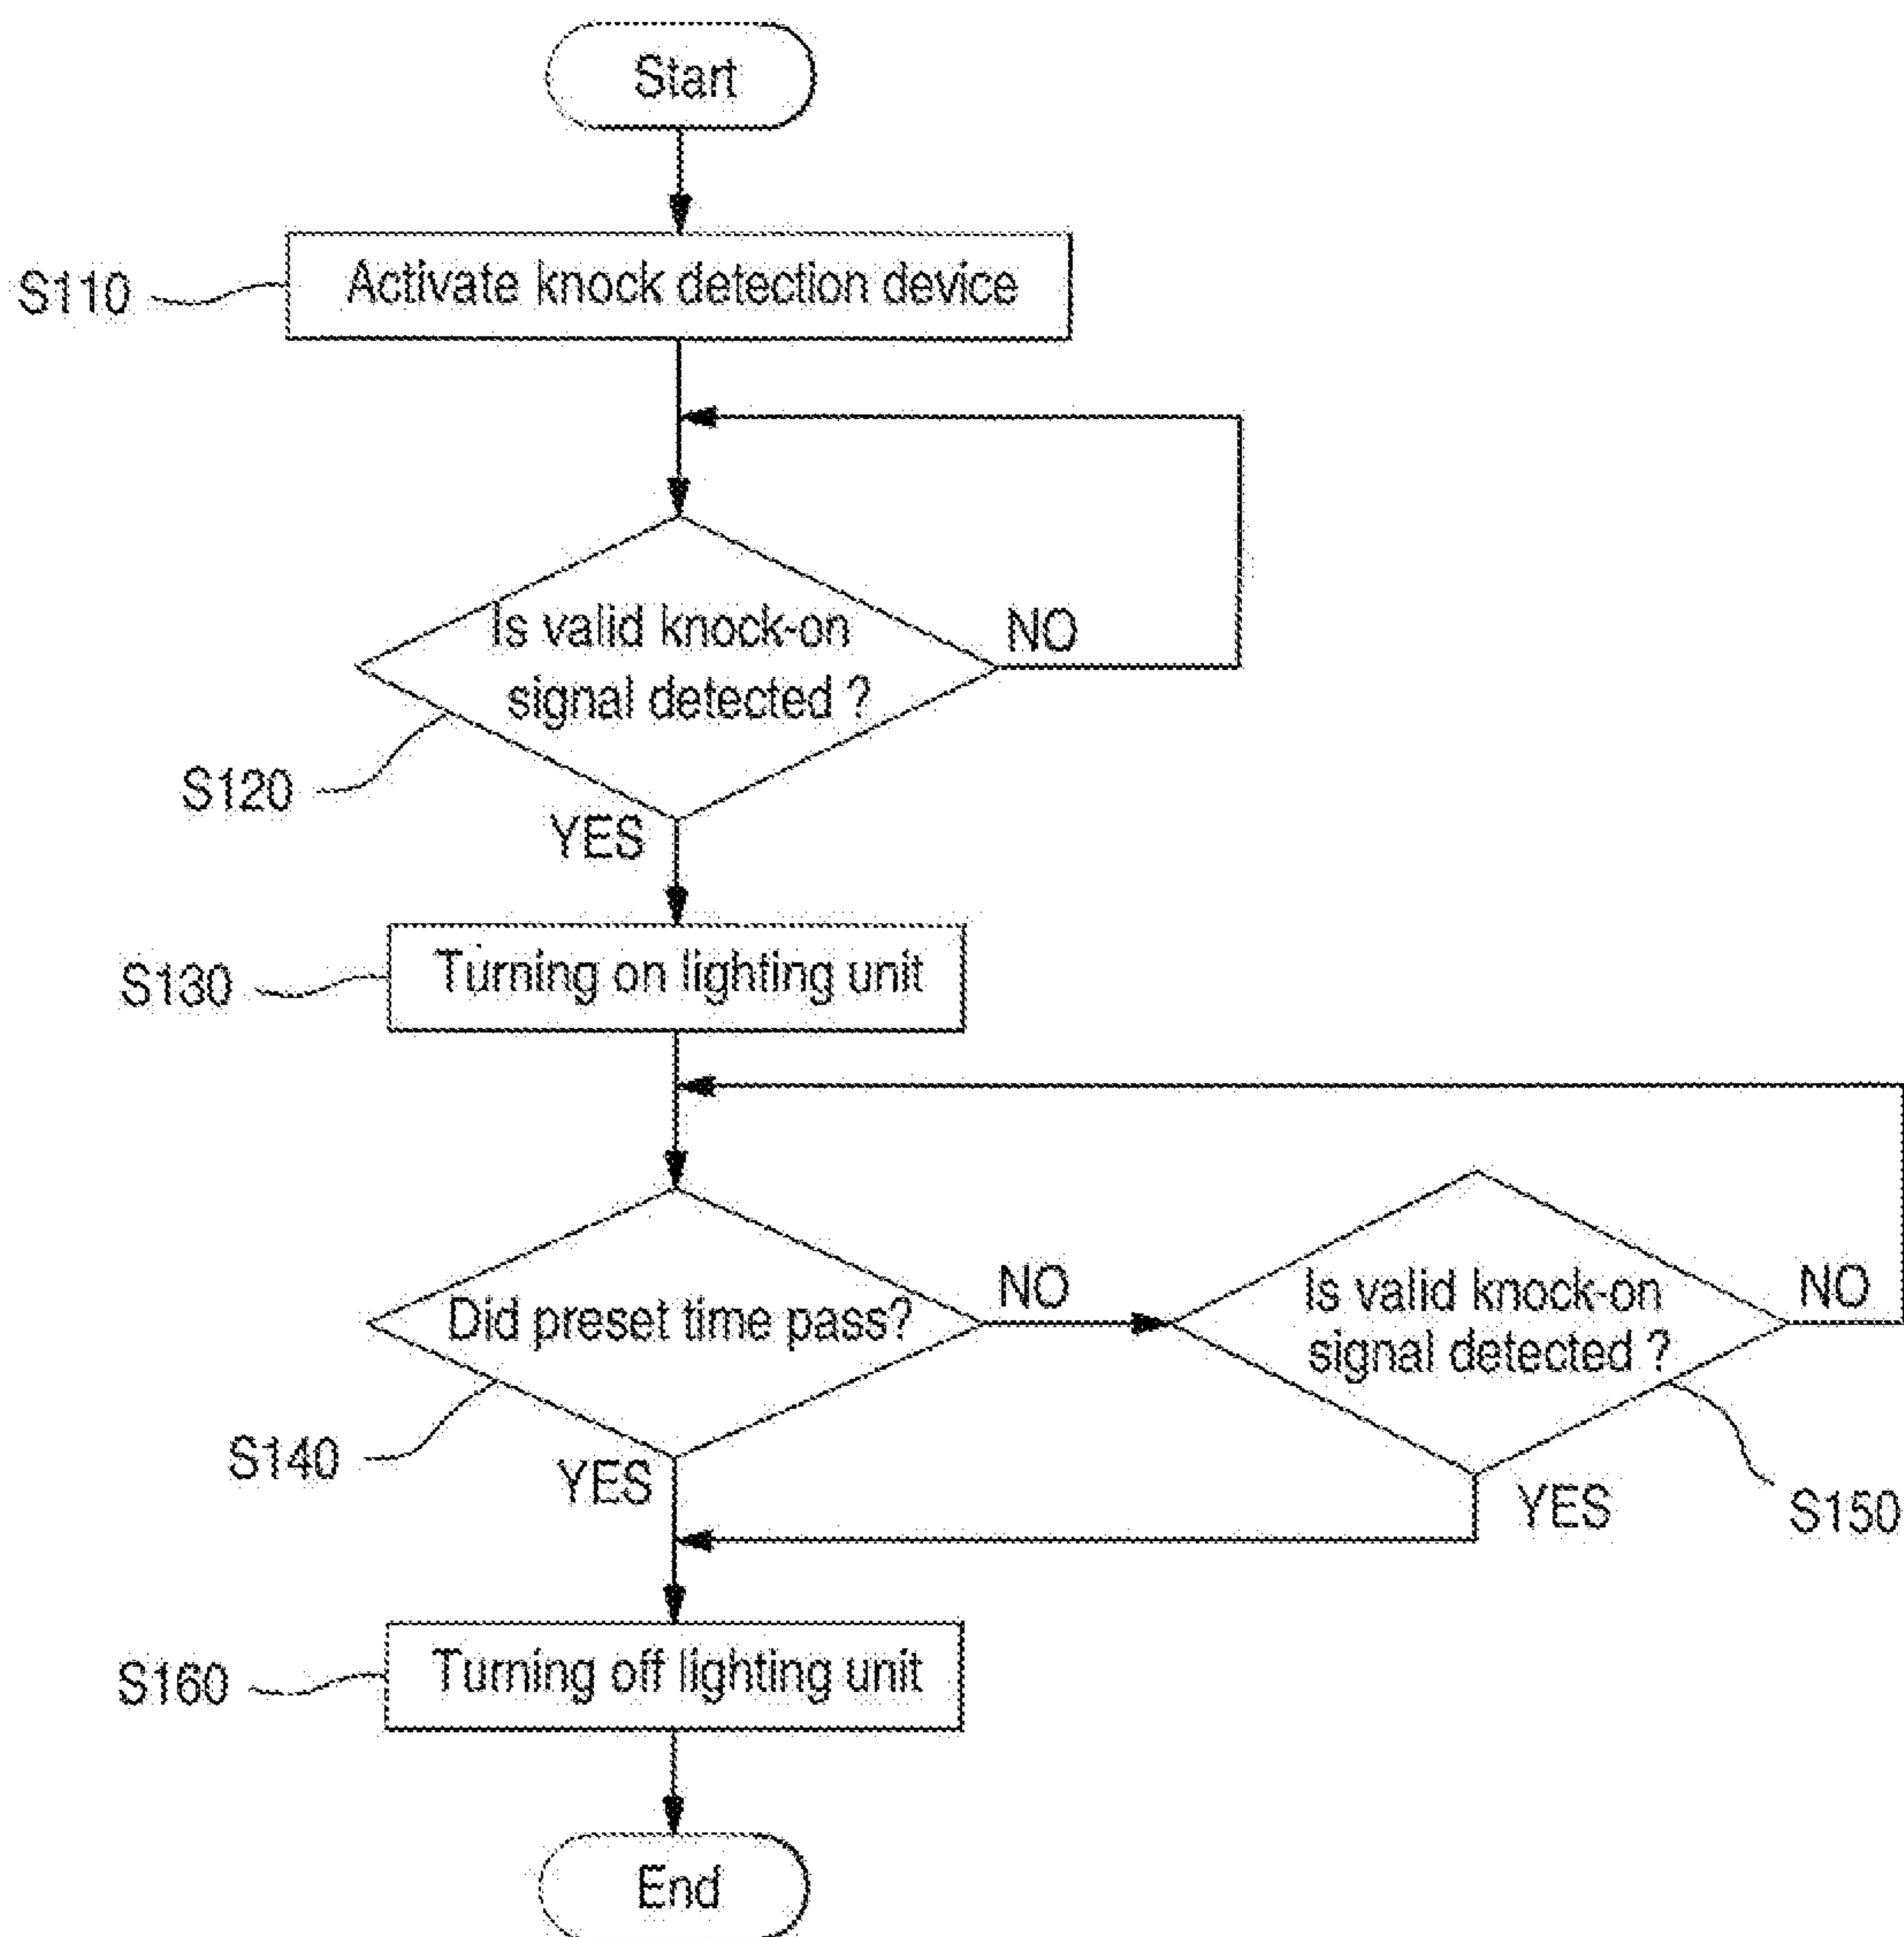 Start
S110
Activate knock detection device
Is valid knock-on
signal detected ?
NO
S120
YES
S130
Turning on lighting unit
Did preset time pass?
NO
Is valid knock-on
signal detected ?
NO
S140
YES
YES
S150
S160
Turning off lighting unit
End